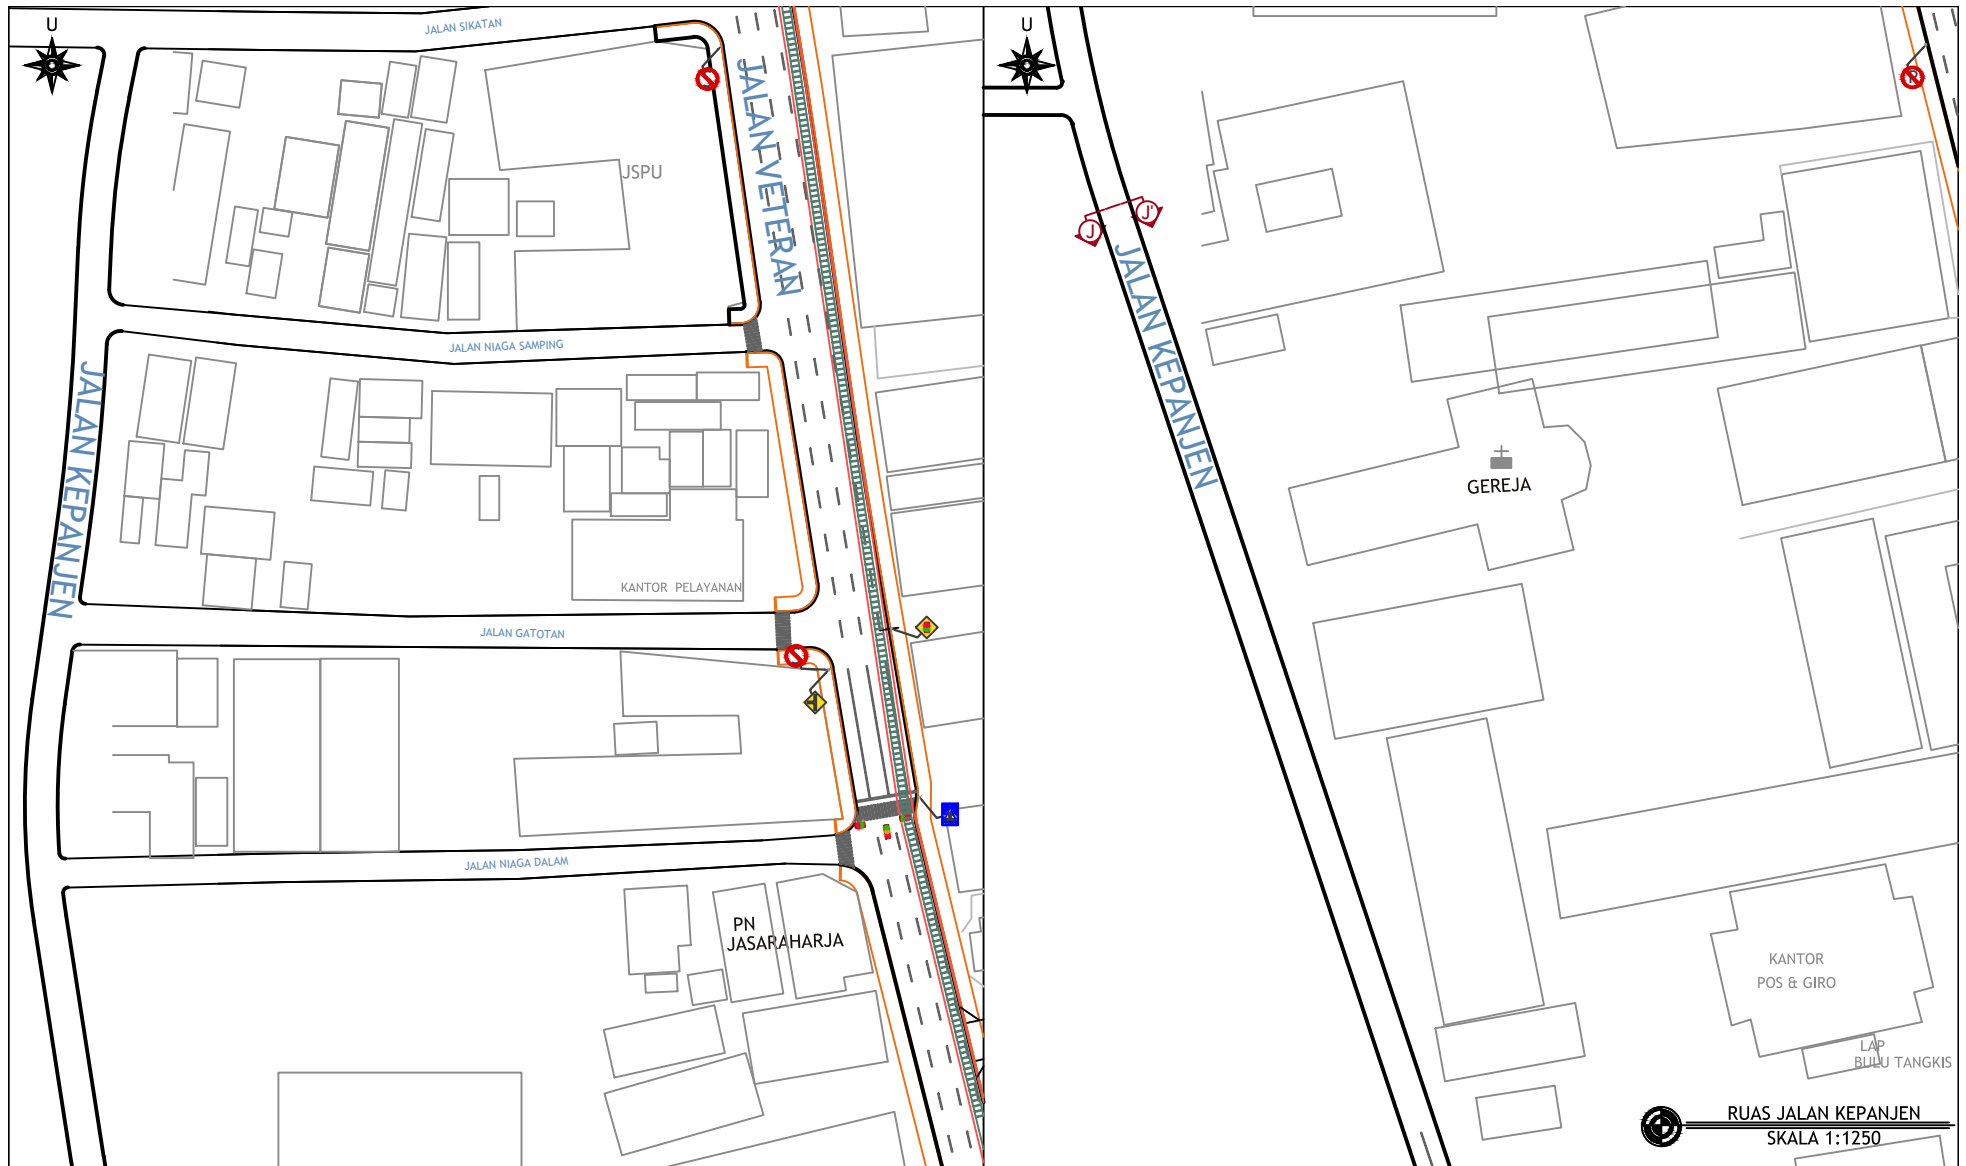 U
JALAN SIKATAN
JALAN VETERAN
JSPU
JALAN NIAGA SAMPING
JALAN KEPANJEN
KANTOR PELAYANAN
JALAN GATOTAN
JALAN NIAGA DALAM
PN
JASARAHARJA
U
P
J
J'
JALAN KEPANJEN
GEREJA
KANTOR
POS & GIRO
LAP
BULU TANGKIS
RUAS JALAN KEPANJEN
SKALA 1:1250